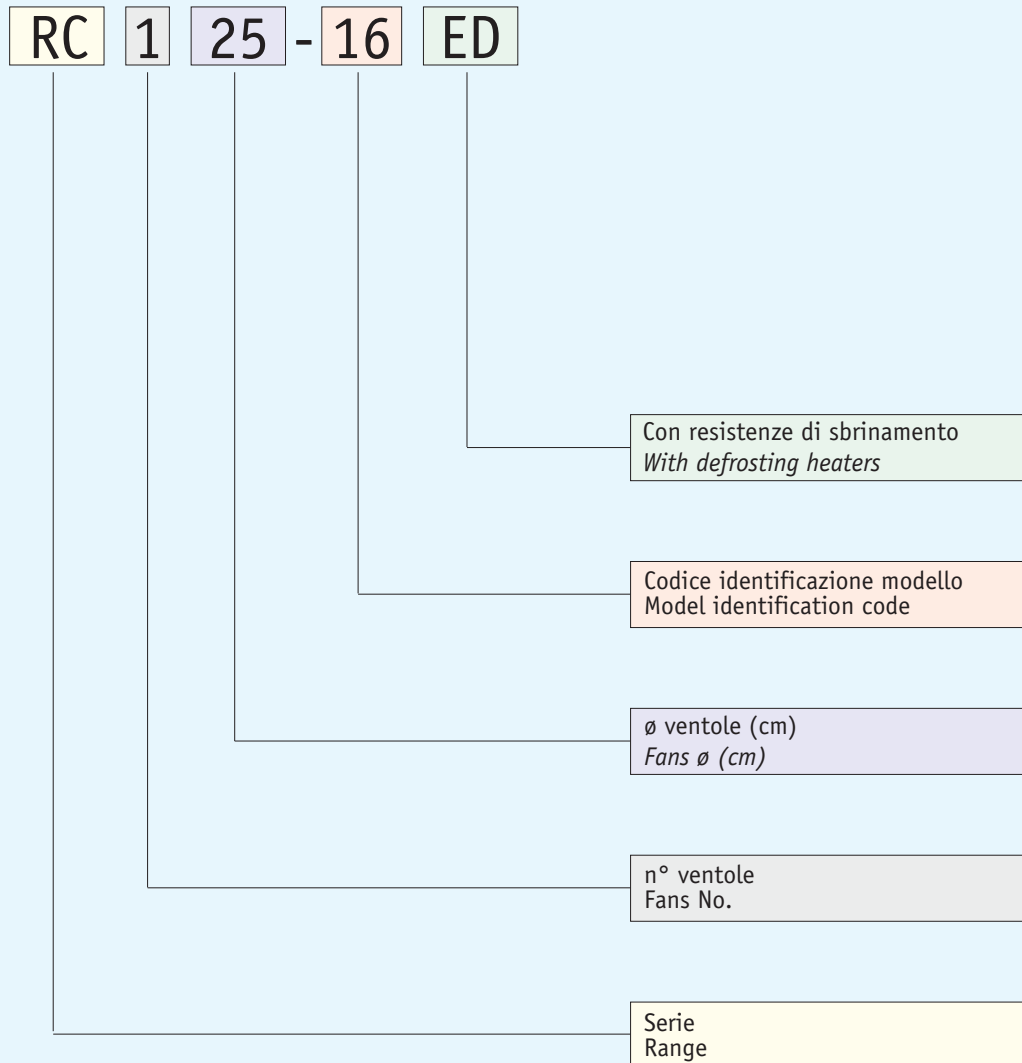 RC 1 25 - 16 ED
Con resistenze di sbrinamento
With defrosting heaters
Codice identificazione modello
Model identification code
ø ventole (cm)
Fans ø (cm)
n° ventole
Fans No.
Serie
Range